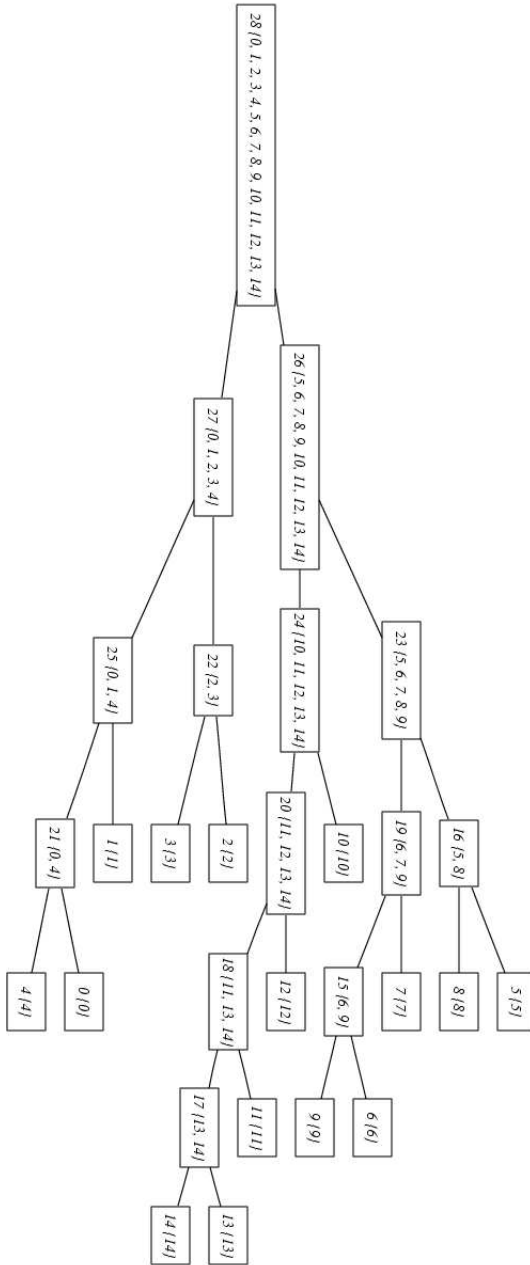 28 {0, 1, 2, 3, 4, 5, 6, 7, 8, 9, 10, 11, 12, 13, 14}
26 {5, 6, 7, 8, 9, 10, 11, 12, 13, 14}
27 {0, 1, 2, 3, 4}
23 {5, 6, 7, 8, 9}
24 {10, 11, 12, 13, 14}
22 {2, 3}
25 {0, 1, 4}
16 {5, 8}
19 {6, 7, 9}
10 {10}
20 {11, 12, 13, 14}
2 {2}
3 {3}
1 {1}
21 {0, 4}
5 {5}
8 {8}
7 {7}
15 {6, 9}
12 {12}
18 {11, 13, 14}
0 {0}
4 {4}
6 {6}
9 {9}
11 {11}
17 {13, 14}
13 {13}
14 {14}